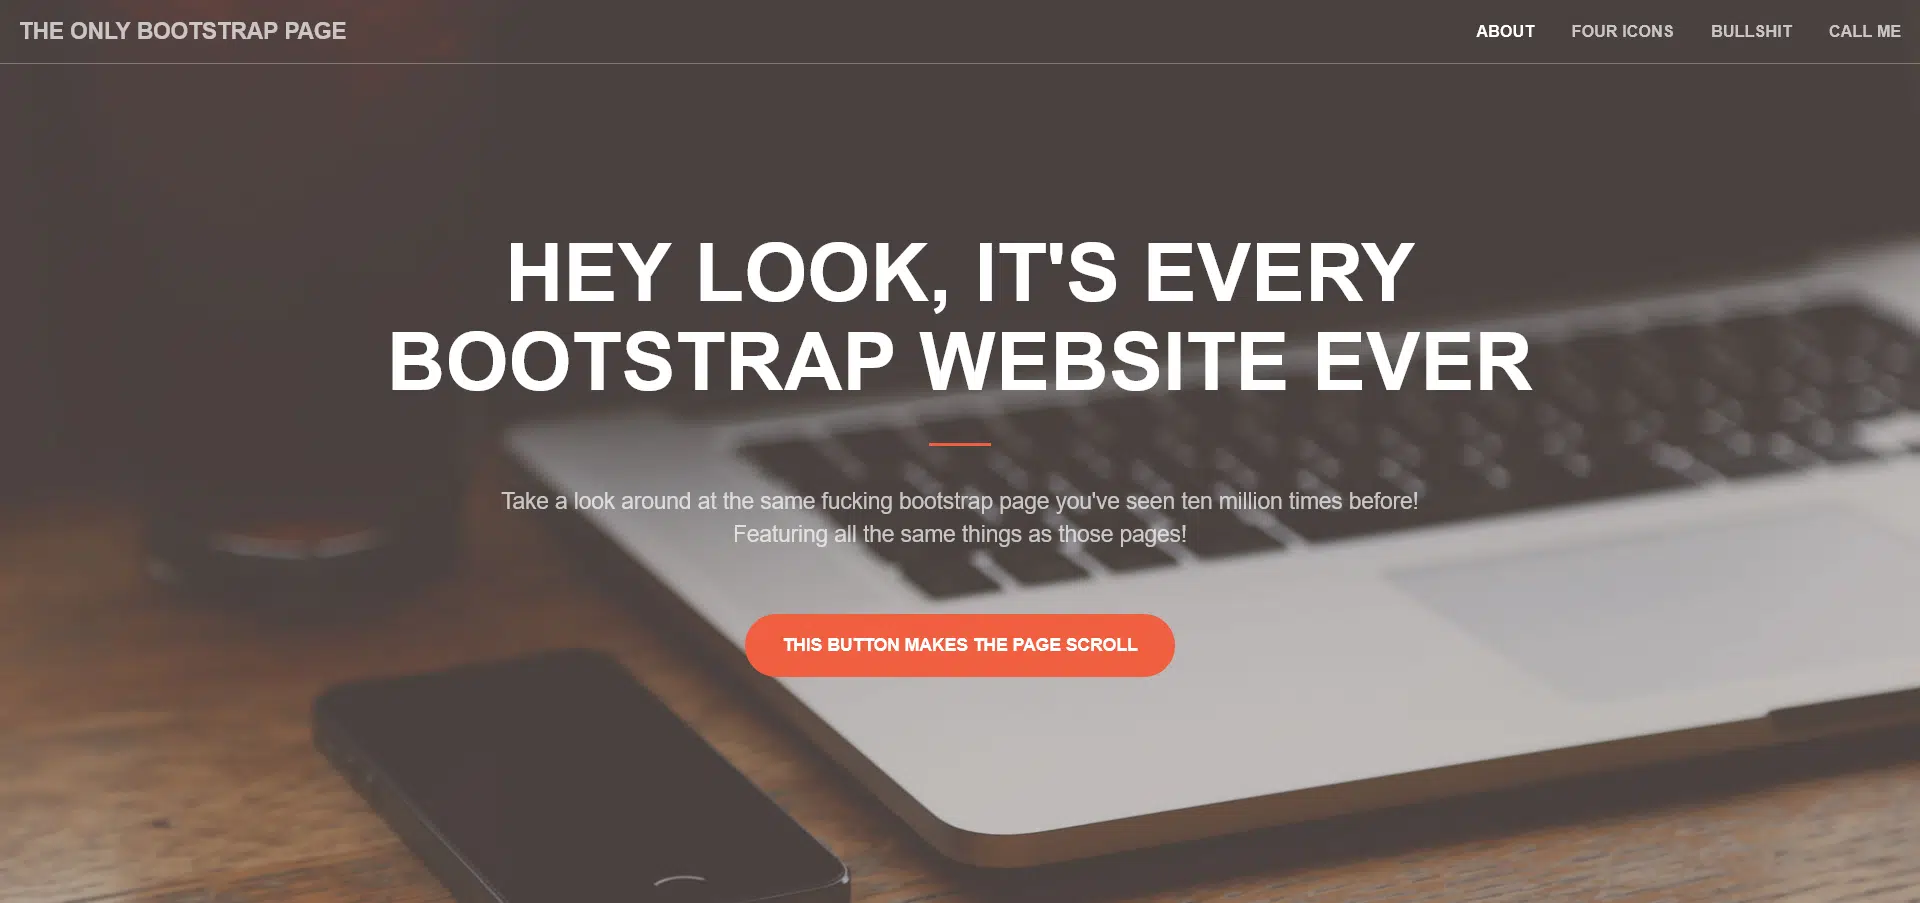 THE ONLY BOOTSTRAP PAGE
ABOUT
FOUR ICONS
BULLSHIT
CALL ME
HEY LOOK, IT'S EVERY
BOOTSTRAP WEBSITE EVER
Take a look around at the same fucking bootstrap page you've seen ten million times before!
Featuring all the same things as those pages!
THIS BUTTON MAKES THE PAGE SCROLL